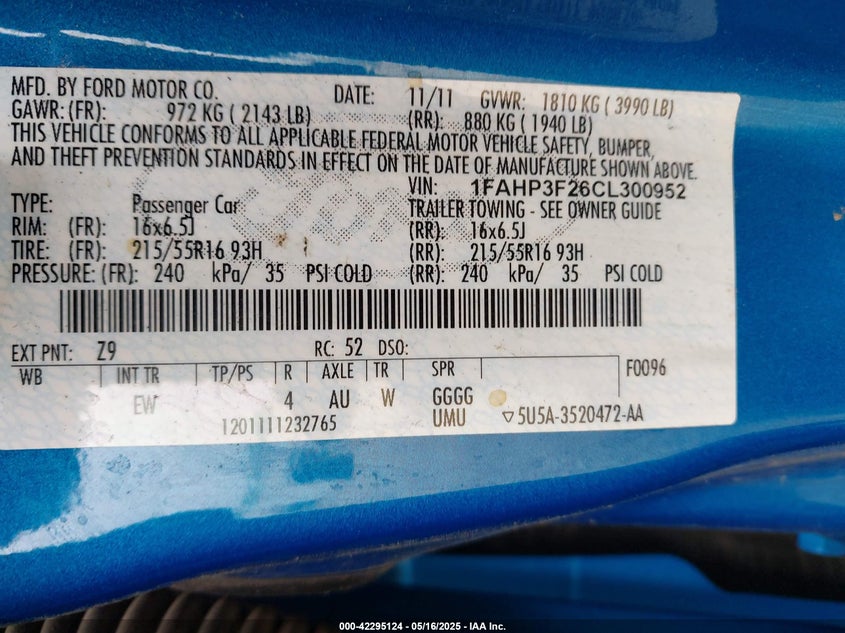 MFD. BY FORD MOTOR CO. DATE: 11/11 GVWR: 1810 KG ( 3990 LB)
GAWR: (FR): 972 KG ( 2143 LB) (RR): 880 KG ( 1940 LB)
THIS VEHICLE CONFORMS TO ALL APPLICABLE FEDERAL MOTOR VEHICLE SAFETY, BUMPER,
AND THEFT PREVENTION STANDARDS IN EFFECT ON THE DATE OF MANUFACTURE SHOWN ABOVE.
VIN: 1FAHP3F26CL300952
TYPE: Passenger Car TRAILER TOWING - SEE OWNER GUIDE
RIM: (FR): 16x6.5J (RR): 16x6.5J
TIRE: (FR): 215/55R16 93H (RR): 215/55R16 93H
PRESSURE: (FR): 240 kPa/ 35 PSI COLD (RR): 240 kPa/ 35 PSI COLD
EXT PNT: Z9 RC: 52 DSO:
WB INT TR TP/PS R AXLE TR SPR F0096
EW 4 AU W GGGG
1201111232765 UMU ▽5U5A-3520472-AA
000-42295124 - 05/16/2025 - IAA Inc.